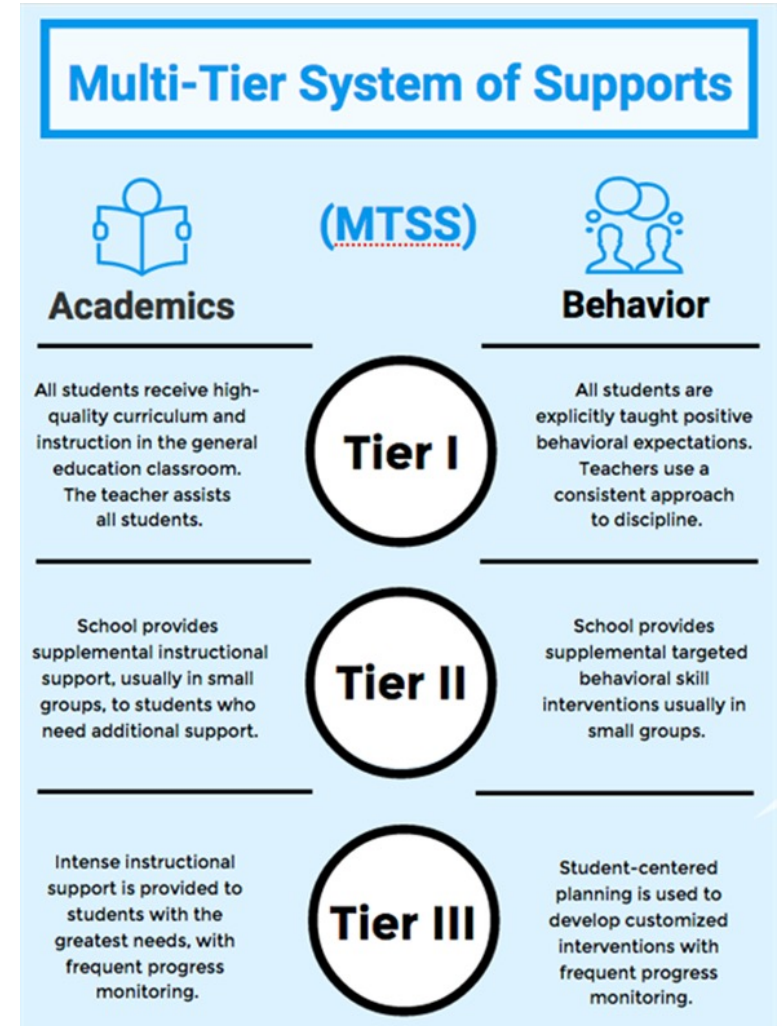 Multi-Tier System of Supports
(MTSS)
Academics
Behavior
All students receive high-
quality curriculum and
instruction in the general
education classroom.
The teacher assists
all students.
Tier I
All students are
explicitly taught positive
behavioral expectations.
Teachers use a
consistent approach
to discipline.
School provides
supplemental instructional
support, usually in small
groups, to students who
need additional support.
Tier II
School provides
supplemental targeted
behavioral skill
interventions usually in
small groups.
Intense instructional
support is provided to
students with the
greatest needs, with
frequent progress
monitoring.
Tier III
Student-centered
planning is used to
develop customized
interventions with
frequent progress
monitoring.